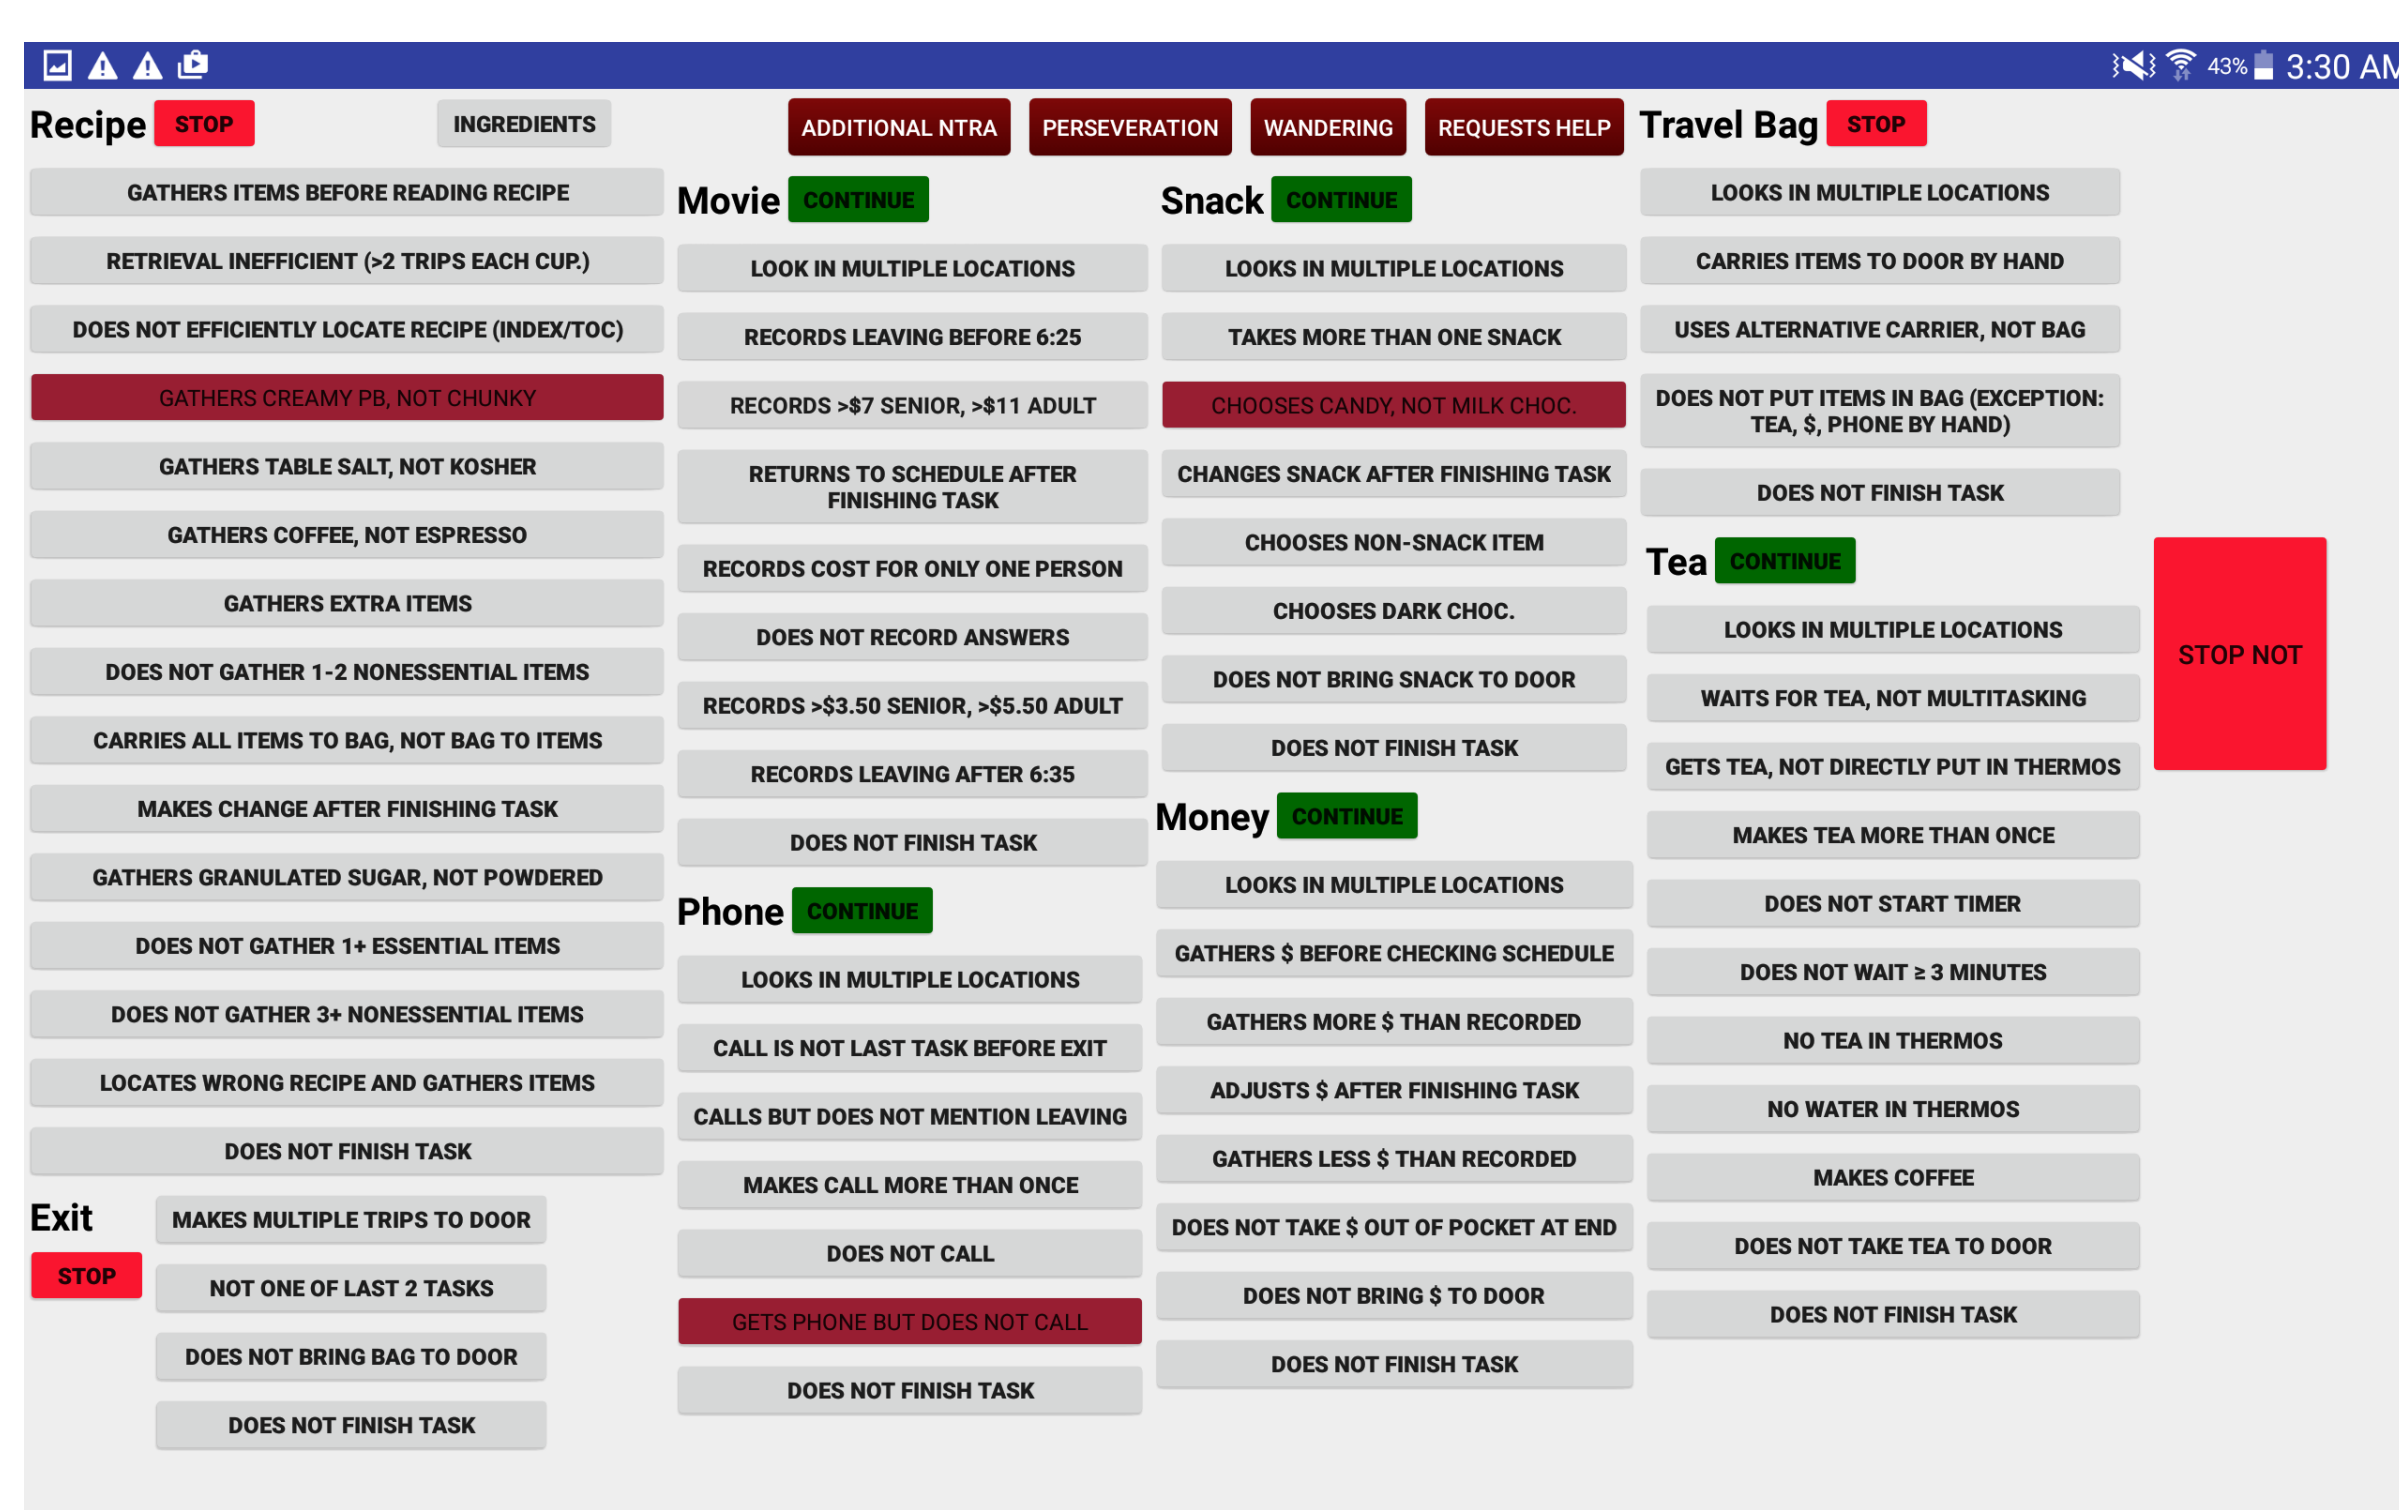 43% 3:30 AM
Recipe STOP INGREDIENTS
GATHERS ITEMS BEFORE READING RECIPE
RETRIEVAL INEFFICIENT (>2 TRIPS EACH CUP.)
DOES NOT EFFICIENTLY LOCATE RECIPE (INDEX/TOC)
GATHERS CREAMY PB, NOT CHUNKY
GATHERS TABLE SALT, NOT KOSHER
GATHERS COFFEE, NOT ESPRESSO
GATHERS EXTRA ITEMS
DOES NOT GATHER 1-2 NONESSENTIAL ITEMS
CARRIES ALL ITEMS TO BAG, NOT BAG TO ITEMS
MAKES CHANGE AFTER FINISHING TASK
GATHERS GRANULATED SUGAR, NOT POWDERED
DOES NOT GATHER 1+ ESSENTIAL ITEMS
DOES NOT GATHER 3+ NONESSENTIAL ITEMS
LOCATES WRONG RECIPE AND GATHERS ITEMS
DOES NOT FINISH TASK
Exit
STOP
MAKES MULTIPLE TRIPS TO DOOR
NOT ONE OF LAST 2 TASKS
DOES NOT BRING BAG TO DOOR
DOES NOT FINISH TASK
ADDITIONAL NTRA PERSEVERATION WANDERING REQUESTS HELP
Movie CONTINUE
LOOK IN MULTIPLE LOCATIONS
RECORDS LEAVING BEFORE 6:25
RECORDS >$7 SENIOR, >$11 ADULT
RETURNS TO SCHEDULE AFTER
FINISHING TASK
RECORDS COST FOR ONLY ONE PERSON
DOES NOT RECORD ANSWERS
RECORDS >$3.50 SENIOR, >$5.50 ADULT
RECORDS LEAVING AFTER 6:35
DOES NOT FINISH TASK
Phone CONTINUE
LOOKS IN MULTIPLE LOCATIONS
CALL IS NOT LAST TASK BEFORE EXIT
CALLS BUT DOES NOT MENTION LEAVING
MAKES CALL MORE THAN ONCE
DOES NOT CALL
GETS PHONE BUT DOES NOT CALL
DOES NOT FINISH TASK
Snack CONTINUE
LOOKS IN MULTIPLE LOCATIONS
TAKES MORE THAN ONE SNACK
CHOOSES CANDY, NOT MILK CHOC.
CHANGES SNACK AFTER FINISHING TASK
CHOOSES NON-SNACK ITEM
CHOOSES DARK CHOC.
DOES NOT BRING SNACK TO DOOR
DOES NOT FINISH TASK
Money CONTINUE
LOOKS IN MULTIPLE LOCATIONS
GATHERS $ BEFORE CHECKING SCHEDULE
GATHERS MORE $ THAN RECORDED
ADJUSTS $ AFTER FINISHING TASK
GATHERS LESS $ THAN RECORDED
DOES NOT TAKE $ OUT OF POCKET AT END
DOES NOT BRING $ TO DOOR
DOES NOT FINISH TASK
Travel Bag STOP
LOOKS IN MULTIPLE LOCATIONS
CARRIES ITEMS TO DOOR BY HAND
USES ALTERNATIVE CARRIER, NOT BAG
DOES NOT PUT ITEMS IN BAG (EXCEPTION:
TEA, $, PHONE BY HAND)
DOES NOT FINISH TASK
Tea CONTINUE
LOOKS IN MULTIPLE LOCATIONS
WAITS FOR TEA, NOT MULTITASKING
GETS TEA, NOT DIRECTLY PUT IN THERMOS
MAKES TEA MORE THAN ONCE
DOES NOT START TIMER
DOES NOT WAIT ≥ 3 MINUTES
NO TEA IN THERMOS
NO WATER IN THERMOS
MAKES COFFEE
DOES NOT TAKE TEA TO DOOR
DOES NOT FINISH TASK
STOP NOT